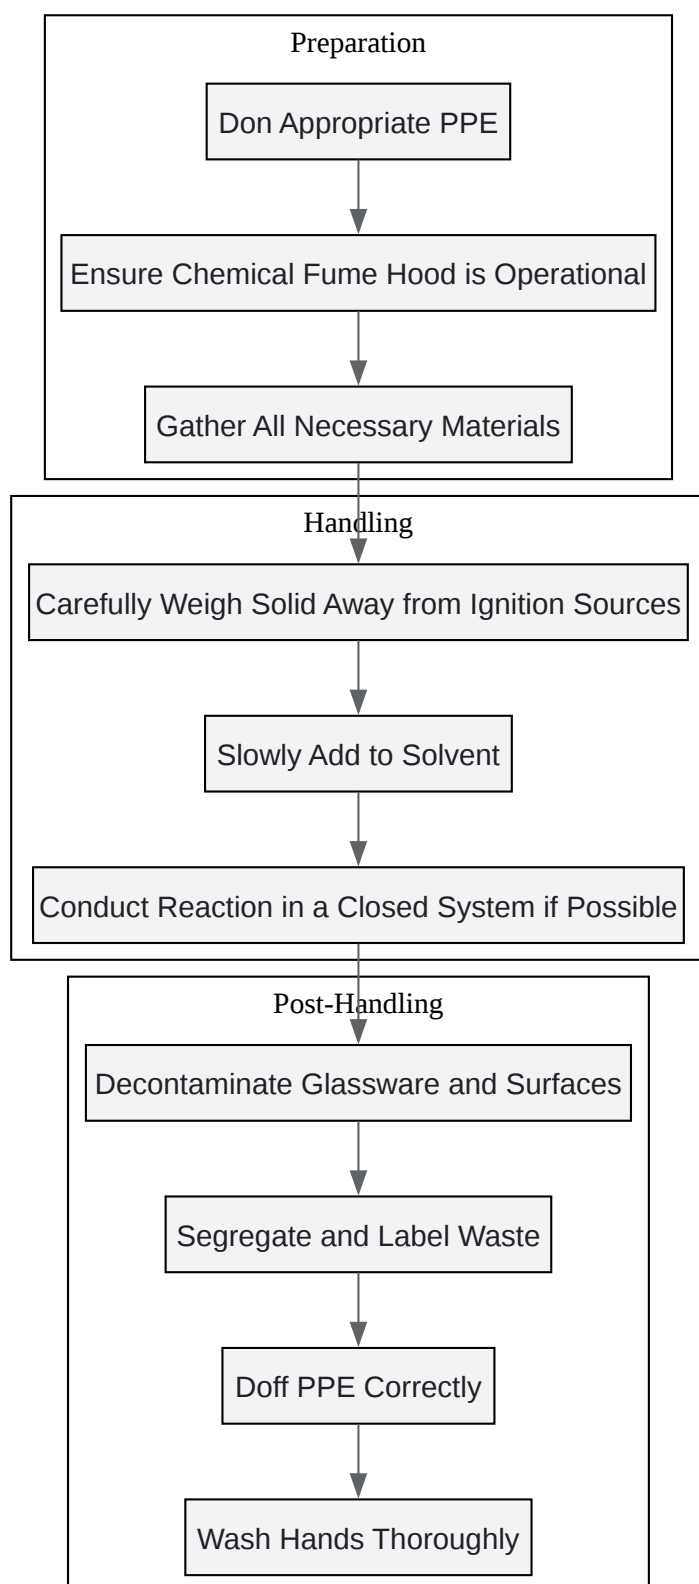 Preparation
Don Appropriate PPE
Ensure Chemical Fume Hood is Operational
Gather All Necessary Materials
Handling
Carefully Weigh Solid Away from Ignition Sources
Slowly Add to Solvent
Conduct Reaction in a Closed System if Possible
Post-Handling
Decontaminate Glassware and Surfaces
Segregate and Label Waste
Doff PPE Correctly
Wash Hands Thoroughly